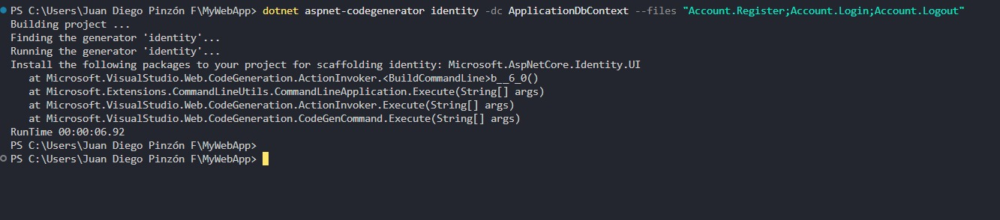 PS C:\Users\Juan Diego Pinzón F\MyWebApp> dotnet aspnet-codegenerator identity -dc ApplicationDbContext --files "Account.Register;Account.Login;Account.Logout"
Building project ...
Finding the generator 'identity'...
Running the generator 'identity'...
Install the following packages to your project for scaffolding identity: Microsoft.AspNetCore.Identity.UI
   at Microsoft.VisualStudio.Web.CodeGeneration.ActionInvoker.<BuildCommandLine>b__6_0()
   at Microsoft.Extensions.CommandLineUtils.CommandLineApplication.Execute(String[] args)
   at Microsoft.VisualStudio.Web.CodeGeneration.ActionInvoker.Execute(String[] args)
   at Microsoft.VisualStudio.Web.CodeGeneration.CodeGenCommand.Execute(String[] args)
RunTime 00:00:06.92
PS C:\Users\Juan Diego Pinzón F\MyWebApp>
PS C:\Users\Juan Diego Pinzón F\MyWebApp>